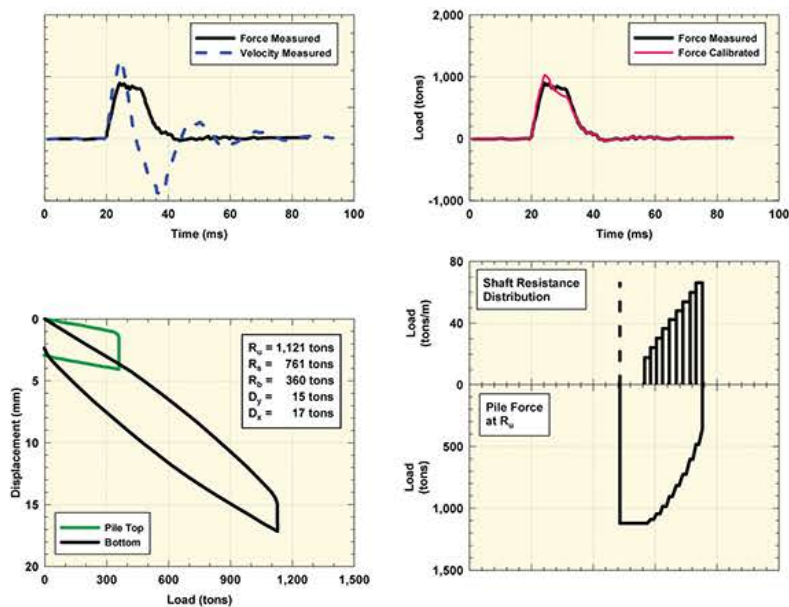 Force Measured
Velocity Measured
0 20 40 60 80 100
Time (ms)
2,000
1,000
0
-1,000
Load (tons)
Force Measured
Force Calibrated
0 20 40 60 80 100
Time (ms)
0
5
10
15
20
Displacement (mm)
Ru = 1,121 tons
Rs = 761 tons
Rb = 360 tons
Dy = 15 tons
Dx = 17 tons
Pile Top
Bottom
0 300 600 900 1,200 1,500
Load (tons)
80
60
40
0
Load
(tons/m)
Shaft Resistance
Distribution
Pile Force
at Ru
500
1,000
1,500
Load
(tons)